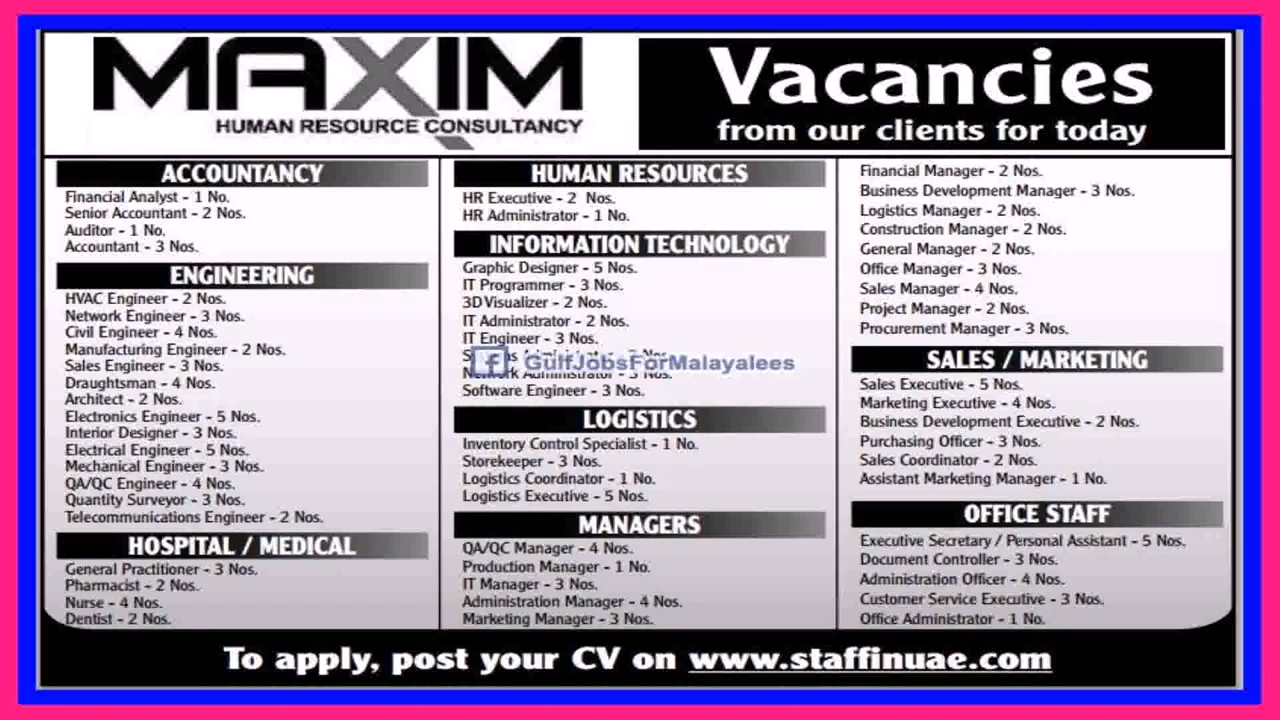 MAXIM
HUMAN RESOURCE CONSULTANCY
Vacancies
from our clients for today
ACCOUNTANCY
Financial Analyst - 1 No.
Senior Accountant - 2 Nos.
Auditor - 1 No.
Accountant - 3 Nos.
ENGINEERING
HVAC Engineer - 2 Nos.
Network Engineer - 3 Nos.
Civil Engineer - 4 Nos.
Manufacturing Engineer - 2 Nos.
Sales Engineer - 3 Nos.
Draughtsman - 4 Nos.
Architect - 2 Nos.
Electronics Engineer - 5 Nos.
Interior Designer - 3 Nos.
Electrical Engineer - 5 Nos.
Mechanical Engineer - 3 Nos.
QA/QC Engineer - 4 Nos.
Quantity Surveyor - 3 Nos.
Telecommunications Engineer - 2 Nos.
HOSPITAL / MEDICAL
General Practitioner - 3 Nos.
Pharmacist - 2 Nos.
Nurse - 4 Nos.
Dentist - 2 Nos.
HUMAN RESOURCES
HR Executive - 2 Nos.
HR Administrator - 1 No.
INFORMATION TECHNOLOGY
Graphic Designer - 5 Nos.
IT Programmer - 3 Nos.
3D Visualizer - 2 Nos.
IT Administrator - 2 Nos.
IT Engineer - 3 Nos.
f GulfJobsForMalayalees
Network Administrator - 3 Nos.
Software Engineer - 3 Nos.
LOGISTICS
Inventory Control Specialist - 1 No.
Storekeeper - 3 Nos.
Logistics Coordinator - 1 No.
Logistics Executive - 5 Nos.
MANAGERS
QA/QC Manager - 4 Nos.
Production Manager - 1 No.
IT Manager - 3 Nos.
Administration Manager - 4 Nos.
Marketing Manager - 3 Nos.
Financial Manager - 2 Nos.
Business Development Manager - 3 Nos.
Logistics Manager - 2 Nos.
Construction Manager - 2 Nos.
General Manager - 2 Nos.
Office Manager - 3 Nos.
Sales Manager - 4 Nos.
Project Manager - 2 Nos.
Procurement Manager - 3 Nos.
SALES / MARKETING
Sales Executive - 5 Nos.
Marketing Executive - 4 Nos.
Business Development Executive - 2 Nos.
Purchasing Officer - 3 Nos.
Sales Coordinator - 2 Nos.
Assistant Marketing Manager - 1 No.
OFFICE STAFF
Executive Secretary / Personal Assistant - 5 Nos.
Document Controller - 3 Nos.
Administration Officer - 4 Nos.
Customer Service Executive - 3 Nos.
Office Administrator - 1 No.
To apply, post your CV on www.staffinuae.com